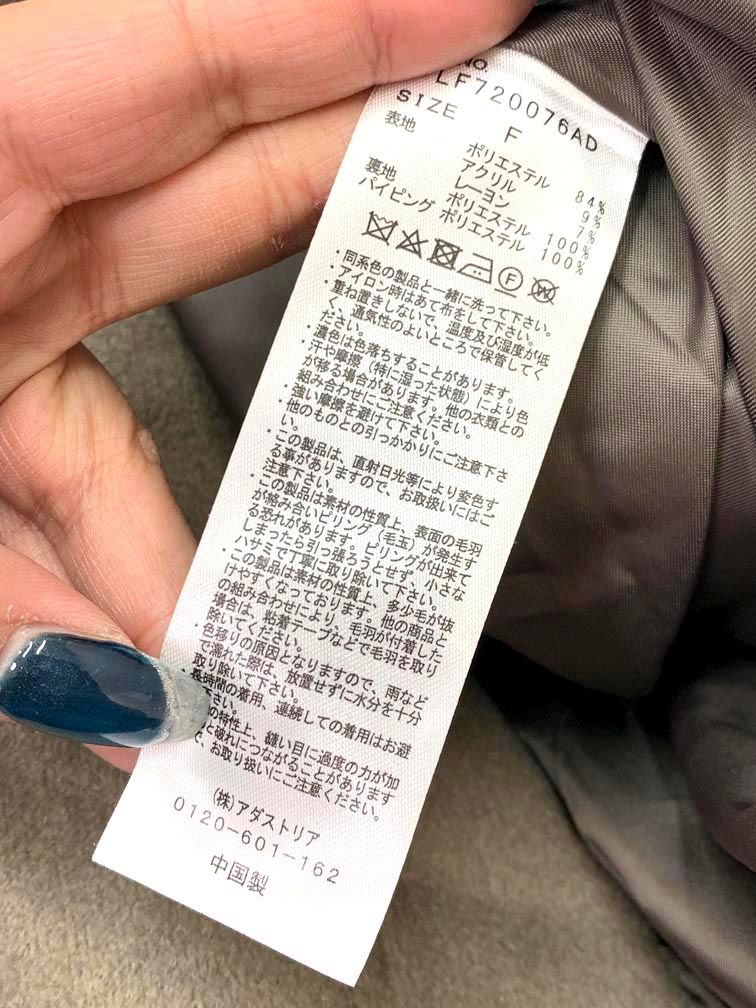 NO.
LF720076AD
SIZE F
表地 ポリエステル 84%
アクリル 9%
レーヨン 7%
裏地 ポリエステル 100%
パイピング ポリエステル 100%
・同系色の製品と一緒に洗って下さい。
・アイロン時はあて布をして下さい。
・重ね置きしないで、温度及び湿度が低
く、通気性のよいところで保管してく
ださい。
・濃色は色落ちすることがあります。
・汗や摩擦（特に湿った状態）により色
が移る場合があります。他の衣類との
組み合わせにご注意ください。
・強い摩擦を避けて下さい。
・他のものとの引っかかりにご注意下さ
い。
・この製品は、直射日光等により変色す
る事がありますので、お取扱いにはご
注意下さい。
・この製品は素材の性質上、表面の毛羽
が絡み合いピリング（毛玉）が発生す
る恐れがあります。ピリングが出来て
しまったら引っ張ろうとせず、小さな
ハサミで丁寧に取り除いて下さい。
・この製品は素材の性質上、多少毛が抜
けやすくなっております。他の商品と
の組み合わせにより、毛羽が付着した
場合は、粘着テープなどで毛羽を取り
除いてください。
・色移りの原因となりますので、雨など
で濡れた際は、放置せずに水分を十分
取り除いて下さい。
・長時間の着用、連続しての着用はお避
下さい。
の特性上、縫い目に過度の力が加
と破れにつながることがあります
で、お取り扱いにご注意ください。
(株)アダストリア
0120-601-162
中国製